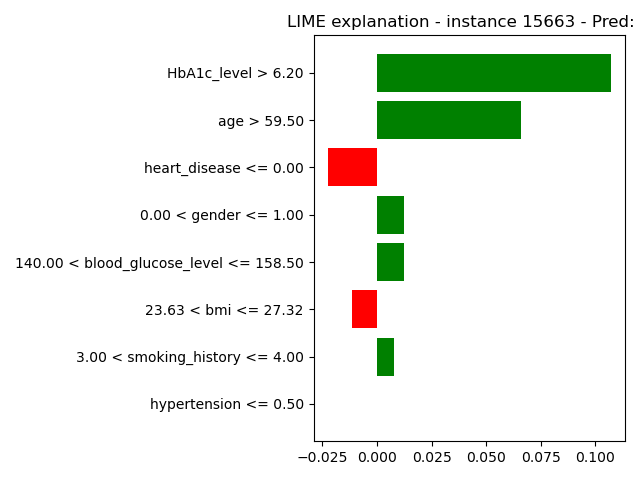 LIME explanation - instance 15663 - Pred:
HbA1c_level > 6.20
age > 59.50
heart_disease <= 0.00
0.00 < gender <= 1.00
140.00 < blood_glucose_level <= 158.50
23.63 < bmi <= 27.32
3.00 < smoking_history <= 4.00
hypertension <= 0.50
−0.025 0.000 0.025 0.050 0.075 0.100